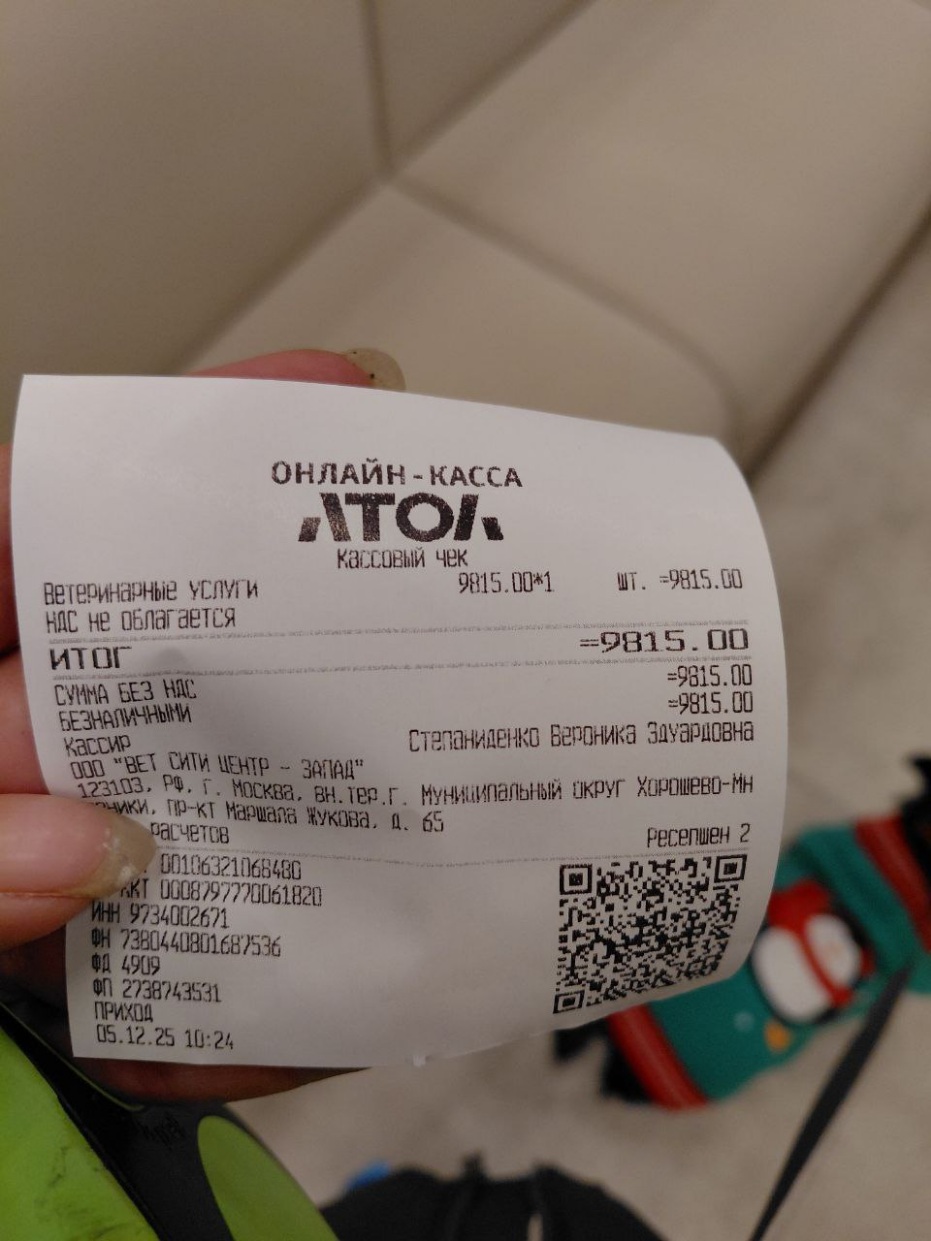 ОНЛАЙН-КАССА
АТОЛ
Кассовый чек
Ветеринарные услуги 9815.00*1 шт. =9815.00
НДС не облагается
ИТОГ =9815.00
СУММА БЕЗ НДС =9815.00
БЕЗНАЛИЧНЫМИ =9815.00
Кассир Степаниденко Вероника Эдуардовна
ООО "ВЕТ СИТИ ЦЕНТР - ЗАПАД"
123103, РФ, г. Москва, вн.тер.г. Муниципальный округ Хорошево-Мн
евники, пр-кт Маршала Жукова, д. 65
расчетов Ресепшен 2
00106321068480
ККТ 0008797770061820
ИНН 9734002671
ФН 7380440801687536
ФД 4909
ФП 2738743531
ПРИХОД
05.12.25 10:24